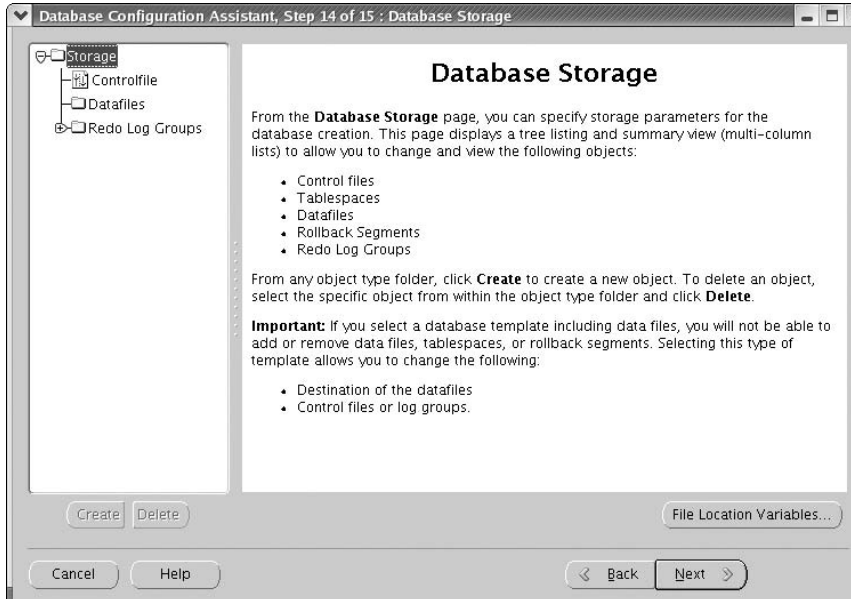 Database Configuration Assistant, Step 14 of 15 : Database Storage
Storage
Controlfile
Datafiles
Redo Log Groups
Database Storage
From the Database Storage page, you can specify storage parameters for the
database creation. This page displays a tree listing and summary view (multi-column
lists) to allow you to change and view the following objects:
• Control files
• Tablespaces
• Datafiles
• Rollback Segments
• Redo Log Groups
From any object type folder, click Create to create a new object. To delete an object,
select the specific object from within the object type folder and click Delete.
Important: If you select a database template including data files, you will not be able to
add or remove data files, tablespaces, or rollback segments. Selecting this type of
template allows you to change the following:
• Destination of the datafiles
• Control files or log groups.
Create Delete
File Location Variables...
Cancel Help Back Next